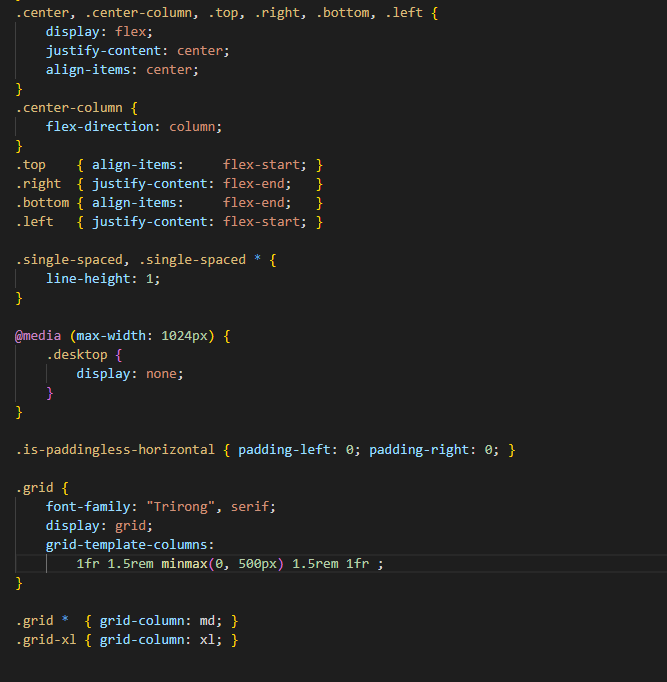 .center, .center-column, .top, .right, .bottom, .left {
    display: flex;
    justify-content: center;
    align-items: center;
}
.center-column {
    flex-direction: column;
}
.top    { align-items:     flex-start; }
.right  { justify-content: flex-end;   }
.bottom { align-items:     flex-end;   }
.left   { justify-content: flex-start; }

.single-spaced, .single-spaced * {
    line-height: 1;
}

@media (max-width: 1024px) {
    .desktop {
        display: none;
    }
}

.is-paddingless-horizontal { padding-left: 0; padding-right: 0; }

.grid {
    font-family: "Trirong", serif;
    display: grid;
    grid-template-columns:
        1fr 1.5rem minmax(0, 500px) 1.5rem 1fr ;
}

.grid *  { grid-column: md; }
.grid-xl { grid-column: xl; }